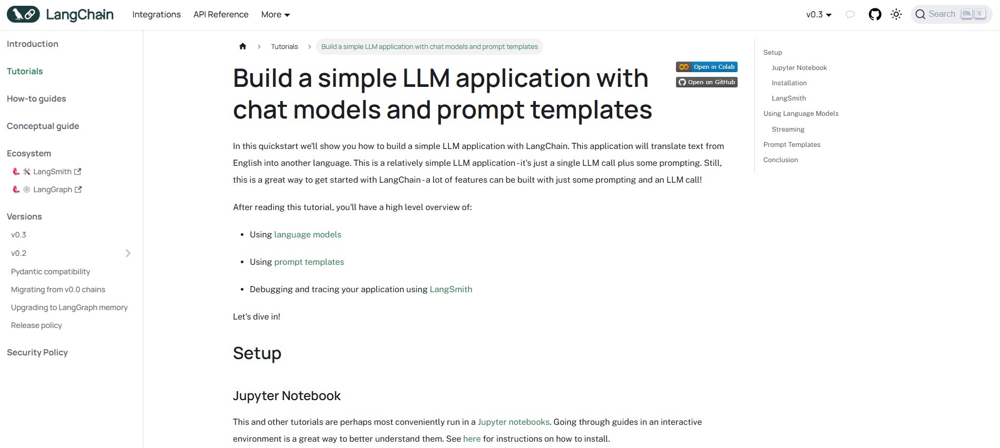 LangChain
Integrations
API Reference
More
v0.3
Search
CTRL
K
Introduction
Tutorials
How-to guides
Conceptual guide
Ecosystem
LangSmith
LangGraph
Versions
v0.3
v0.2
Pydantic compatibility
Migrating from v0.0 chains
Upgrading to LangGraph memory
Release policy
Security Policy
Tutorials
Build a simple LLM application with chat models and prompt templates
Build a simple LLM application with
chat models and prompt templates
Open in Colab
Open on GitHub
In this quickstart we'll show you how to build a simple LLM application with LangChain. This application will translate text from
English into another language. This is a relatively simple LLM application - it's just a single LLM call plus some prompting. Still,
this is a great way to get started with LangChain - a lot of features can be built with just some prompting and an LLM call!
After reading this tutorial, you'll have a high level overview of:
• Using language models
• Using prompt templates
• Debugging and tracing your application using LangSmith
Let's dive in!
Setup
Jupyter Notebook
This and other tutorials are perhaps most conveniently run in a Jupyter notebooks. Going through guides in an interactive
environment is a great way to better understand them. See here for instructions on how to install.
Setup
Jupyter Notebook
Installation
LangSmith
Using Language Models
Streaming
Prompt Templates
Conclusion